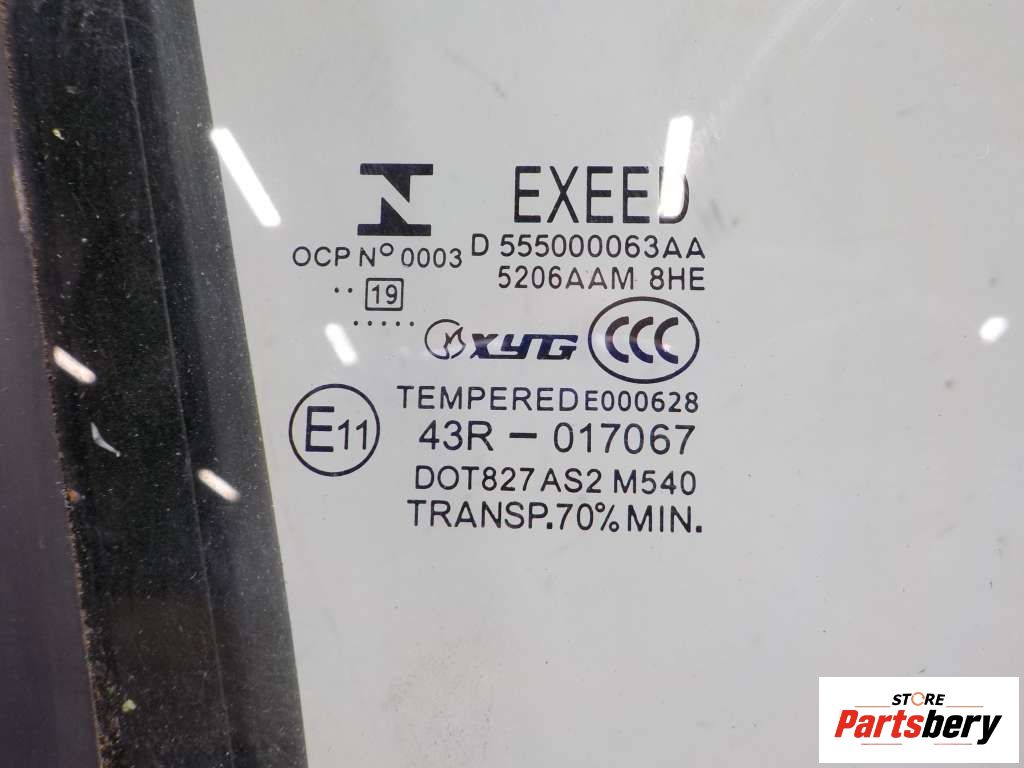 EXEED
OCP Nº 0003
D 555000063AA
5206AAM 8HE
19
XYG
CCC
TEMPERED E000628
E11
43R – 017067
DOT827 AS2 M540
TRANSP.70% MIN.
STORE
Partsbery